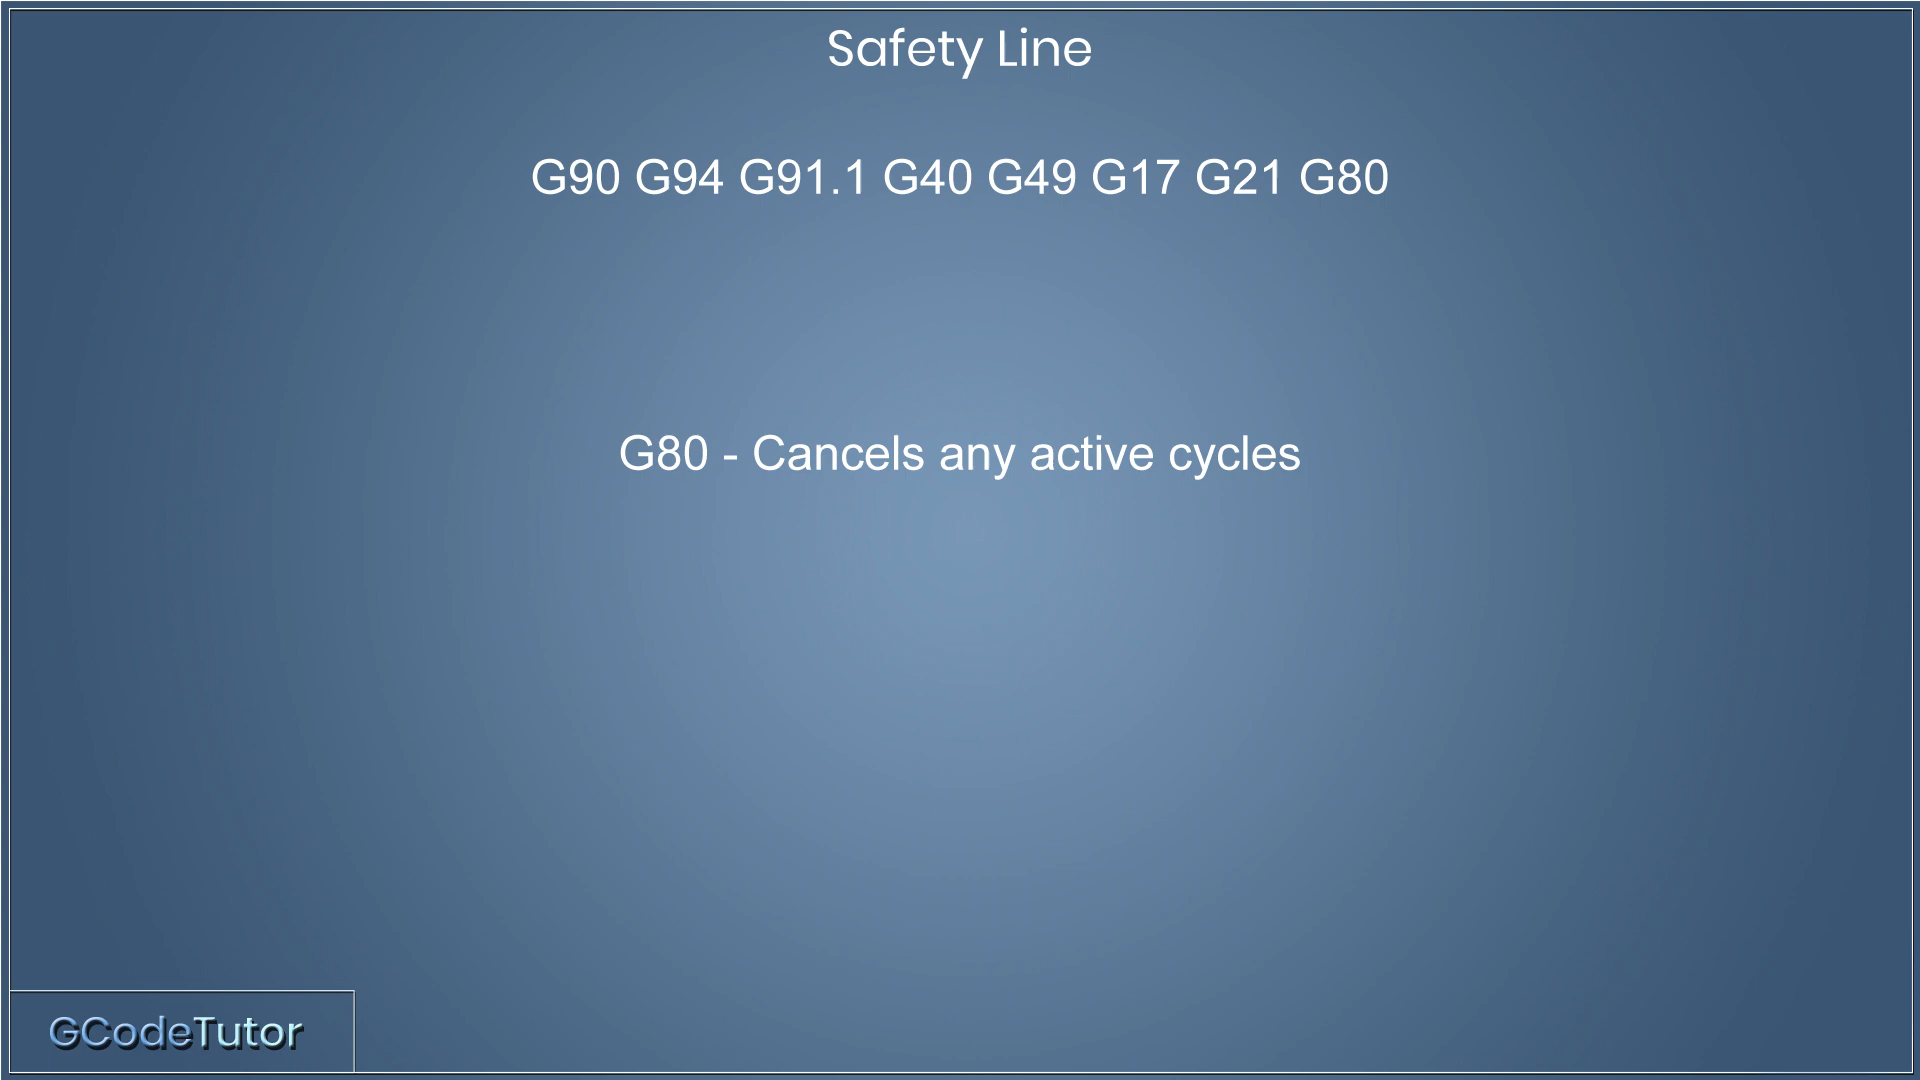 Safety Line
G90 G94 G91.1 G40 G49 G17 G21 G80
G80 - Cancels any active cycles
GCodeTutor